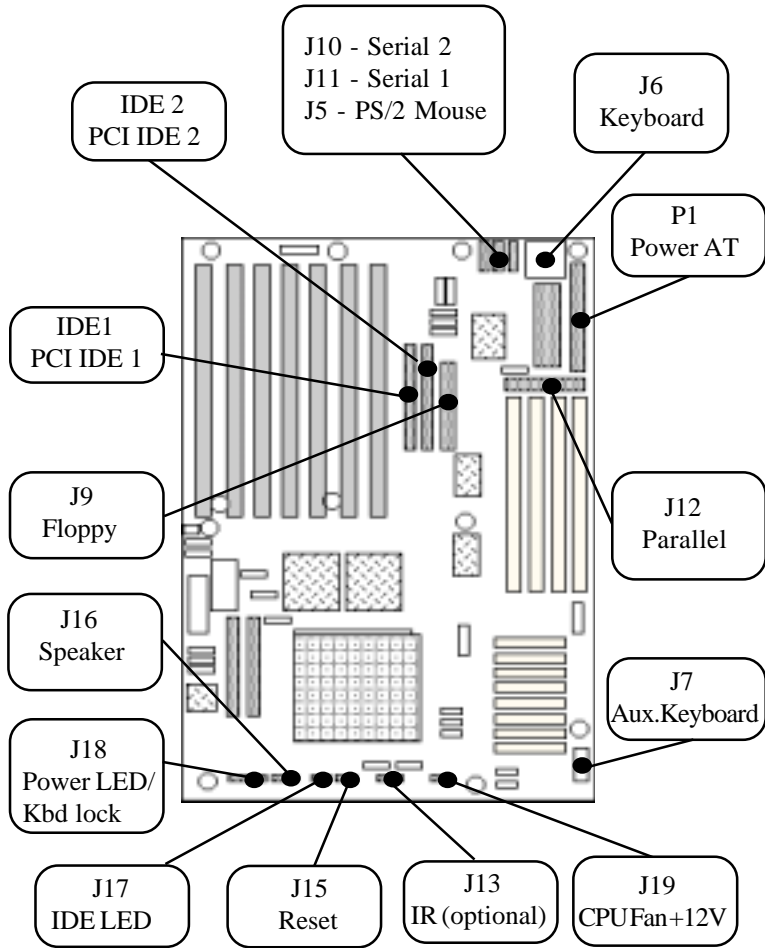 J10 - Serial 2
J11 - Serial 1
J5 - PS/2 Mouse
J6
Keyboard
IDE 2
PCI IDE 2
P1
Power AT
IDE1
PCI IDE 1
J9
Floppy
J12
Parallel
J16
Speaker
J7
Aux.Keyboard
J18
Power LED/
Kbd lock
J17
IDE LED
J15
Reset
J13
IR (optional)
J19
CPUFan+12V